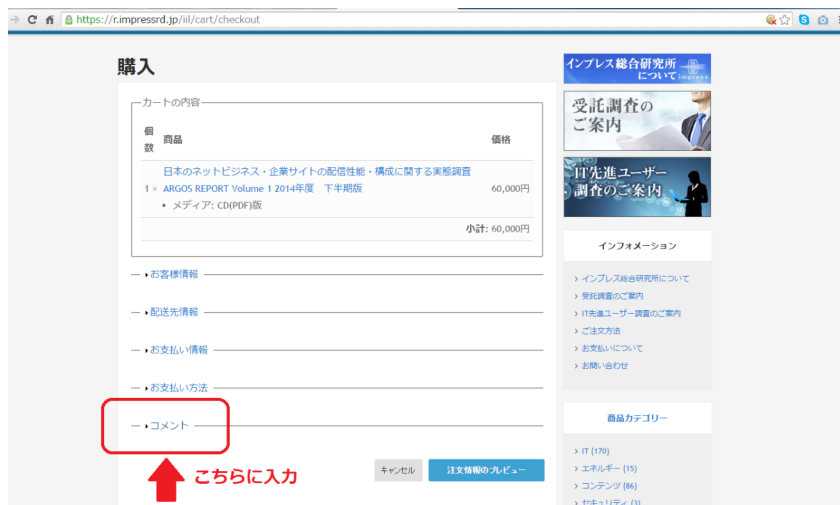 https://r.impressrd.jp/iil/cart/checkout
購入
カートの内容
個数 商品 価格
日本のネットビジネス・企業サイトの配信性能・構成に関する実態調査
1 × ARGOS REPORT Volume 1 2014年度 下半期版 60,000円
• メディア: CD(PDF)版
小計: 60,000円
お客様情報
配送先情報
お支払い情報
お支払い方法
コメント
こちらに入力
キャンセル
注文情報のプレビュー
インプレス総合研究所
について
impress
受託調査の
ご案内
IT先進ユーザー
調査のご案内
インフォメーション
› インプレス総合研究所について
› 受託調査のご案内
› IT先進ユーザー調査のご案内
› ご注文方法
› お支払いについて
› お問い合わせ
商品カテゴリー
› IT (170)
› エネルギー (15)
› コンテンツ (86)
› セキュリティ (3)